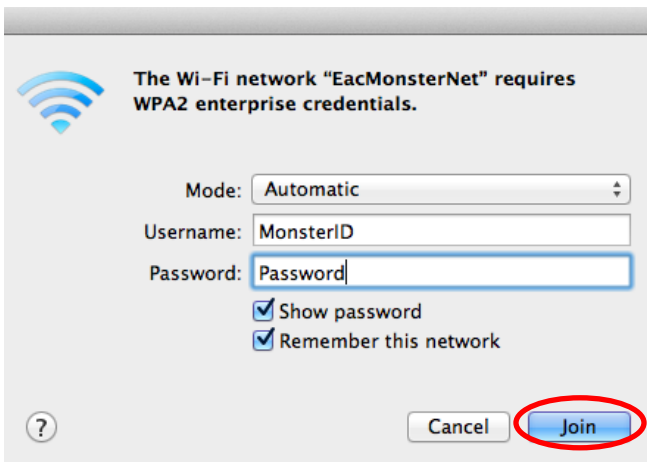 The Wi-Fi network “EacMonsterNet” requires
WPA2 enterprise credentials.
Mode: Automatic
Username: MonsterID
Password: Password
Show password
Remember this network
? Cancel Join